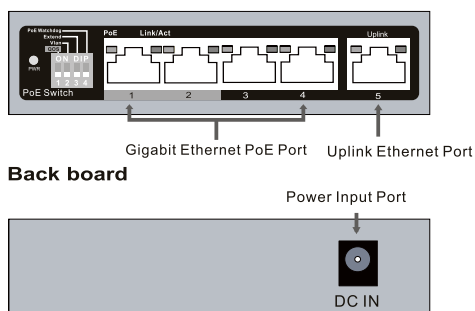 PoE Watchdog
Extend
Vlan
QOS
PoE Link/Act
Uplink
ON DIP
PWR
1 2 3 4
PoE Switch
1 2 3 4 5
Gigabit Ethernet PoE Port
Uplink Ethernet Port
Back board
Power Input Port
DC IN